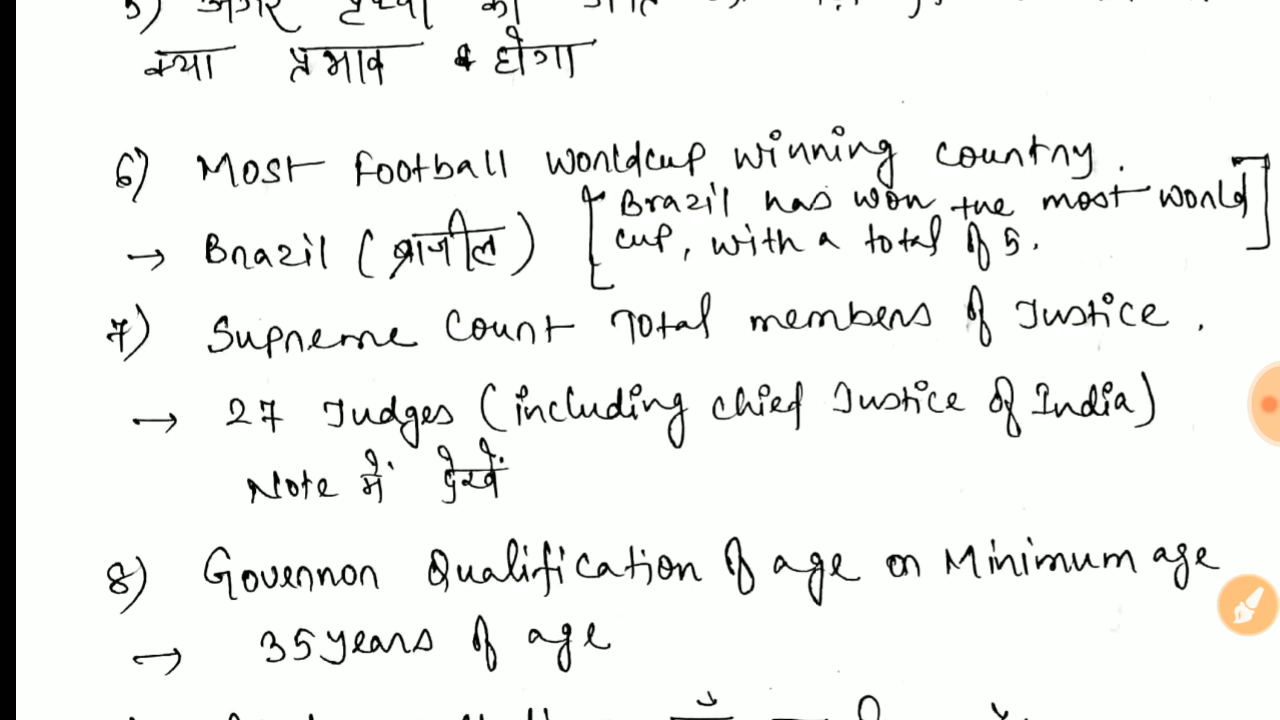 5) अगर पृथ्वी की
क्या प्रभाव होगा
6) Most Football worldcup winning country.
→ Brazil (ब्राजील) [Brazil has won the most world
cup, with a total of 5.]
7) Supreme Court Total members of Justice.
→ 27 Judges (including chief Justice of India)
Note में देखें
8) Governor Qualification of age or Minimum age
→ 35 years of age